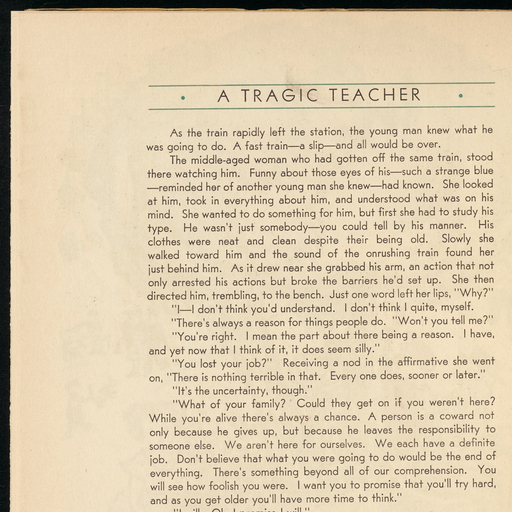 • A TRAGIC TEACHER •
As the train rapidly left the station, the young man knew what he
was going to do. A fast train—a slip—and all would be over.
The middle-aged woman who had gotten off the same train, stood
there watching him. Funny about those eyes of his—such a strange blue
—reminded her of another young man she knew—had known. She looked
at him, took in everything about him, and understood what was on his
mind. She wanted to do something for him, but first she had to study his
type. He wasn't just somebody—you could tell by his manner. His
clothes were neat and clean despite their being old. Slowly she
walked toward him and the sound of the onrushing train found her
just behind him. As it drew near she grabbed his arm, an action that not
only arrested his actions but broke the barriers he'd set up. She then
directed him, trembling, to the bench. Just one word left her lips, "Why?"
"I—I don't think you'd understand. I don't think I quite, myself.
"There's always a reason for things people do. "Won't you tell me?"
"You're right. I mean the part about there being a reason. I have,
and yet now that I think of it, it does seem silly."
"You lost your job?" Receiving a nod in the affirmative she went
on, "There is nothing terrible in that. Every one does, sooner or later."
"It's the uncertainty, though."
"What of your family? Could they get on if you weren't here?
While you're alive there's always a chance. A person is a coward not
only because he gives up, but because he leaves the responsibility to
someone else. We aren't here for ourselves. We each have a definite
job. Don't believe that what you were going to do would be the end of
everything. There's something beyond all of our comprehension. You
will see how foolish you were. I want you to promise that you'll try hard,
and as you get older you'll have more time to think."